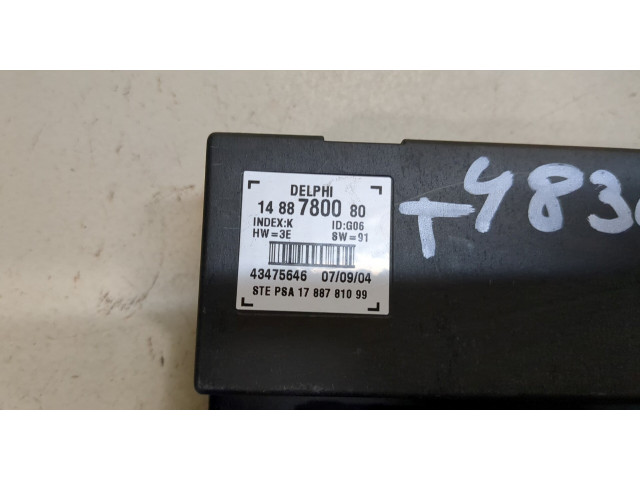 DELPHI
14 88 7800 80
INDEX:K ID:G06
HW=3E SW=91
43475646 07/09/04
STE PSA 17 887 810 99
T483